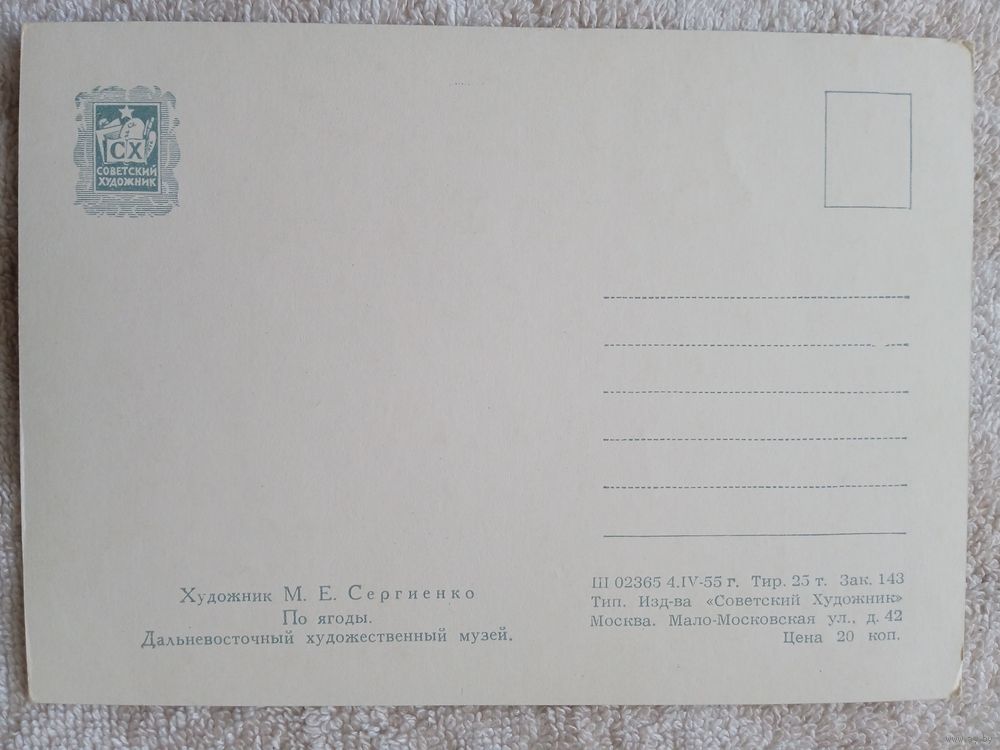 СХ
СОВЕТСКИЙ
ХУДОЖНИК
Художник М. Е. Сергиенко
По ягоды.
Дальневосточный художественный музей.
Ш 02365 4.IV-55 г. Тир. 25 т. Зак. 143
Тип. Изд-ва «Советский Художник»
Москва. Мало-Московская ул., д. 42
Цена 20 коп.